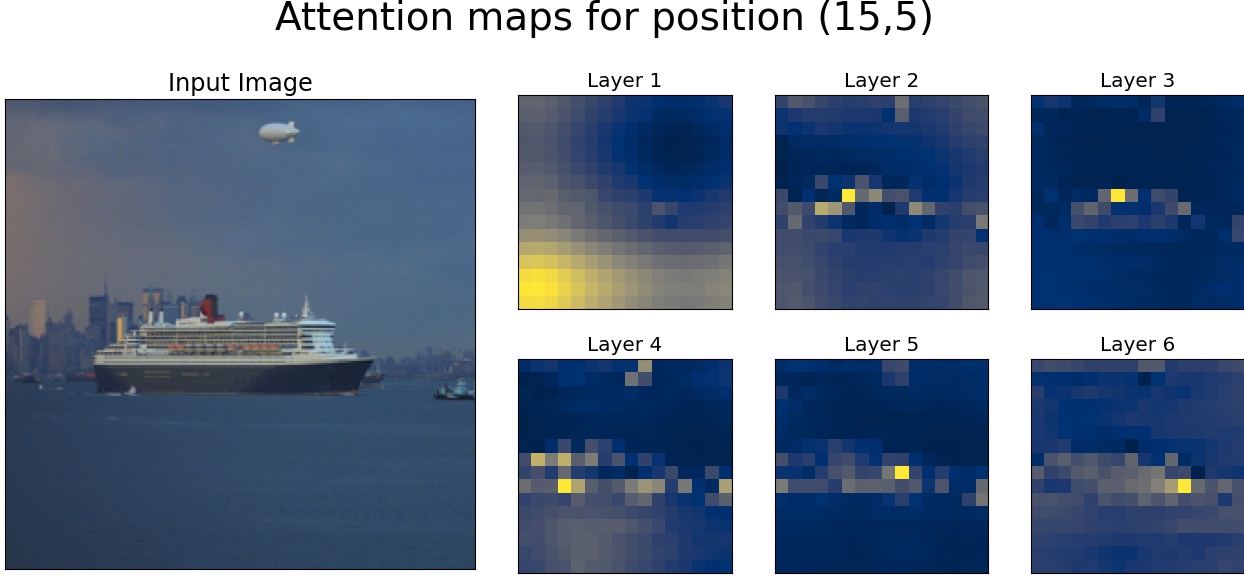 Attention maps for position (15,5)
Input Image
Layer 1
Layer 2
Layer 3
Layer 4
Layer 5
Layer 6